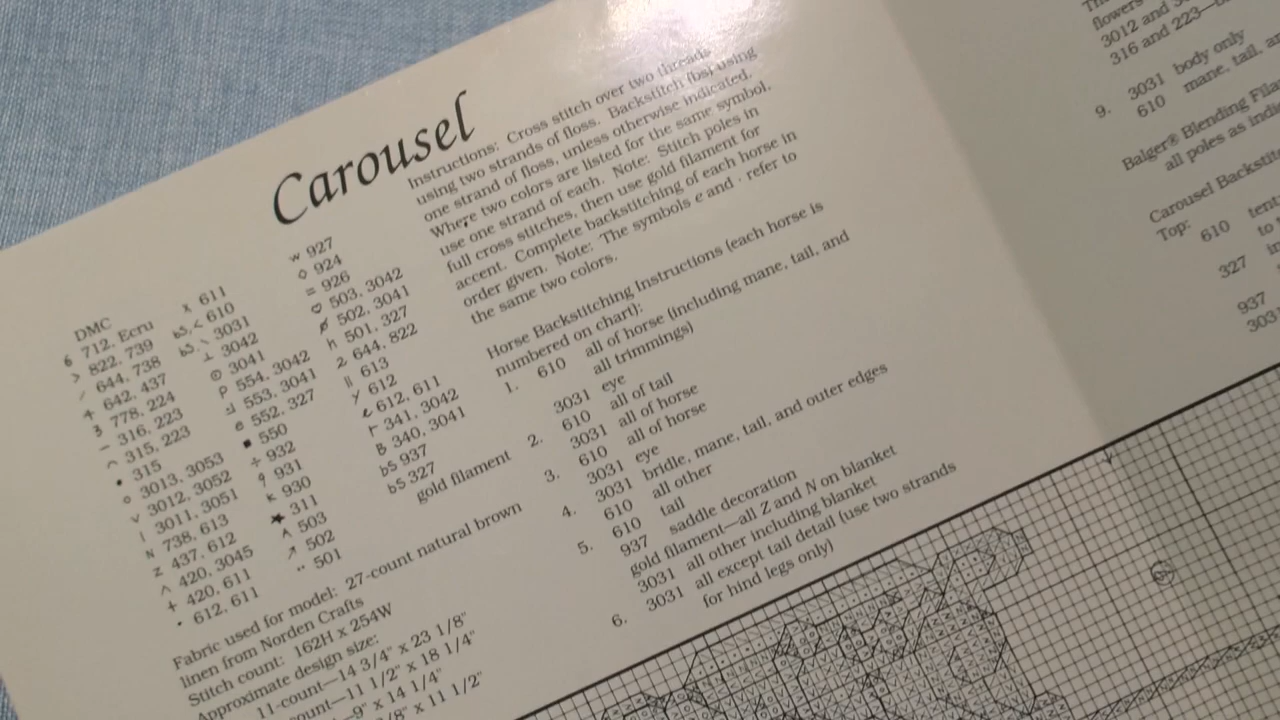 Carousel
DMC
6 712, Ecru
> 822, 739
/ 644, 738
+ 642, 437
3 778, 224
– 316, 223
^ 315, 223
• 315
o 3013, 3053
v 3012, 3052
| 3011, 3051
N 738, 613
Z 437, 612
^ 420, 3045
+ 420, 611
· 612, 611
x 611
bs, < 610
bs, \ 3031
⊥ 3042
⊙ 3041
P 554, 3042
553, 3041
e 552, 327
■ 550
÷ 932
9 931
K 930
★ 311
^ 503
↗ 502
·· 501
w 927
◇ 924
= 926
♡ 503, 3042
ø 502, 3041
h 501, 327
2 644, 822
|| 613
Y 612
e 612, 611
r 341, 3042
B 340, 3041
bs 937
bs 327
gold filament
Fabric used for model: 27-count natural brown
linen from Norden Crafts
Stitch count: 162H x 254W
Approximate design size:
11-count—14 3/4" x 23 1/8"
count—11 1/2" x 18 1/4"
—9" x 14 1/4"
/8" x 11 1/2"
Instructions: Cross stitch over two threads
using two strands of floss. Backstitch (bs) using
one strand of floss, unless otherwise indicated.
Where two colors are listed for the same symbol,
use one strand of each. Note: Stitch poles in
full cross stitches, then use gold filament for
accent. Complete backstitching of each horse in
order given. Note: The symbols e and · refer to
the same two colors.
Horse Backstitching Instructions (each horse is
numbered on chart):
1. 610 all of horse (including mane, tail, and
all trimmings)
3031 eye
2. 610 all of tail
3031 all of horse
3. 610 all of horse
3031 eye
4. 3031 bridle, mane, tail, and outer edges
610 all other
5. 610 tail
937 saddle decoration
gold filament—all Z and N on blanket
3031 all other including blanket
6. 3031 all except tail detail (use two strands
for hind legs only)
flowers
3012 and
316 and 223—
9. 3031 body only
610 mane, tail,
Balger® Blending
all poles as
Carousel
Top:
610
to
327
937